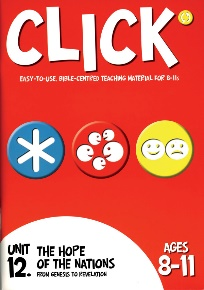 CLICK
EASY-TO-USE, BIBLE-CENTRED TEACHING MATERIAL FOR 8-11s
UNIT 12.
THE HOPE
OF THE NATIONS
FROM GENESIS TO REVELATION
AGES
8-11